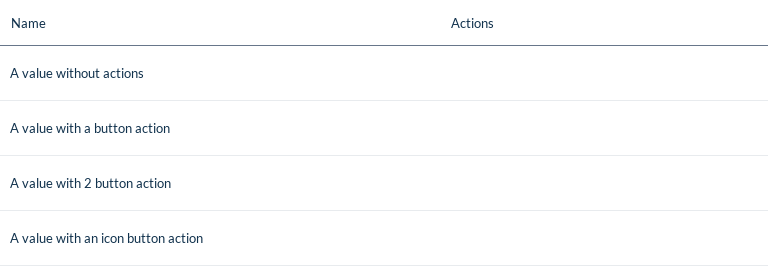 Name Actions
A value without actions
A value with a button action
A value with 2 button action
A value with an icon button action